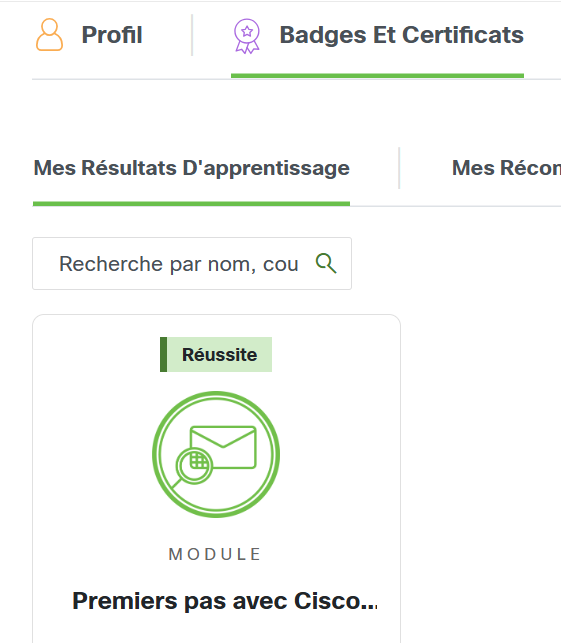 Profil
Badges Et Certificats
Mes Résultats D'apprentissage
Mes Récon
Recherche par nom, cou
Réussite
MODULE
Premiers pas avec Cisco...